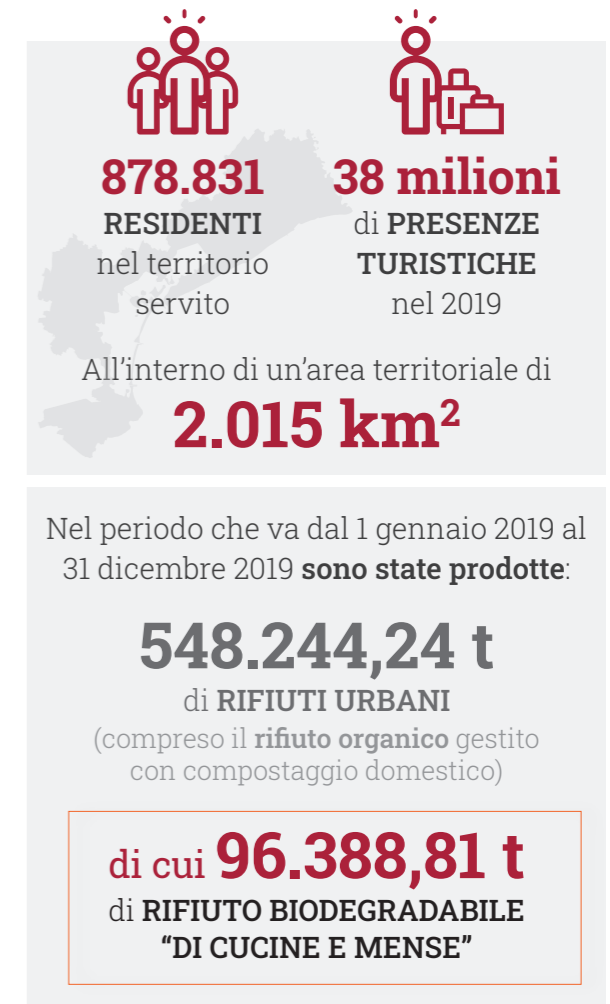 878.831
RESIDENTI
nel territorio
servito
38 milioni
di PRESENZE
TURISTICHE
nel 2019
All’interno di un’area territoriale di
2.015 km²
Nel periodo che va dal 1 gennaio 2019 al
31 dicembre 2019 sono state prodotte:
548.244,24 t
di RIFIUTI URBANI
(compreso il rifiuto organico gestito
con compostaggio domestico)
di cui 96.388,81 t
di RIFIUTO BIODEGRADABILE
“DI CUCINE E MENSE”